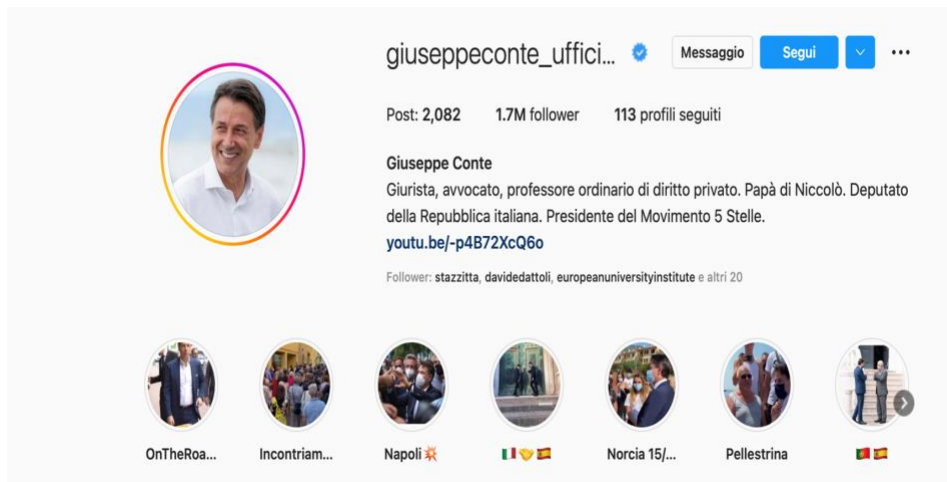 giuseppeconte_uffici... Messaggio Segui
Post: 2,082 1.7M follower 113 profili seguiti
Giuseppe Conte
Giurista, avvocato, professore ordinario di diritto privato. Papà di Niccolò. Deputato
della Repubblica italiana. Presidente del Movimento 5 Stelle.
youtu.be/-p4B72XcQ6o
Follower: stazzitta, davidedattoli, europeanuniversityinstitute e altri 20
OnTheRoa... Incontriam... Napoli💥 🇮🇹🤝🇪🇸 Norcia 15/... Pellestrina 🇵🇹🇪🇸